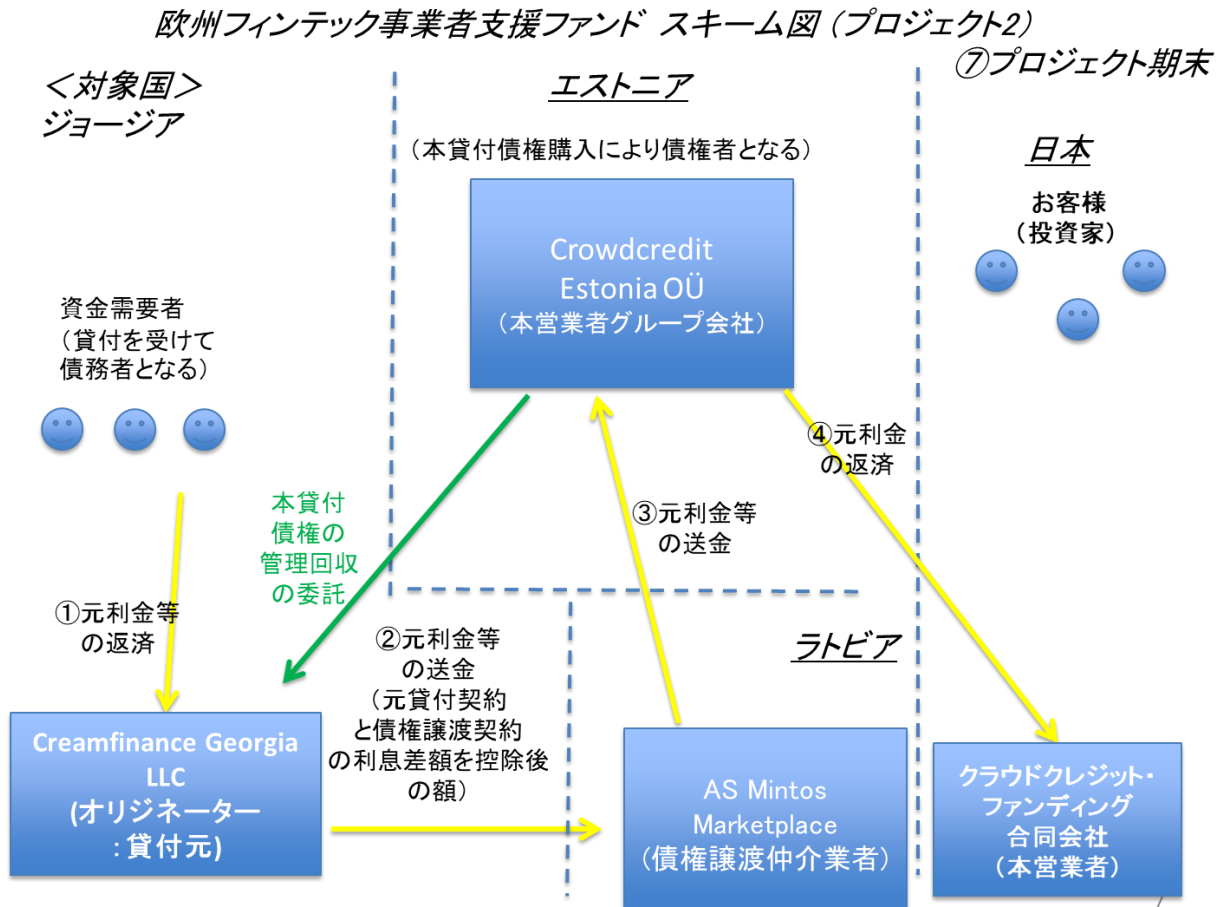 欧州フィンテック事業者支援ファンド スキーム図（プロジェクト2）
⑦プロジェクト期末
＜対象国＞
ジョージア
エストニア
日本
（本貸付債権購入により債権者となる）
お客様
（投資家）
Crowdcredit
Estonia OÜ
（本営業者グループ会社）
資金需要者
（貸付を受けて
債務者となる）
④元利金
の返済
本貸付
債権の
管理回収
の委託
③元利金等
の送金
①元利金等
の返済
②元利金等
の送金
（元貸付契約
と債権譲渡契約
の利息差額を控除後
の額）
ラトビア
Creamfinance Georgia
LLC
(オリジネーター
：貸付元)
AS Mintos
Marketplace
（債権譲渡仲介業者）
クラウドクレジット・
ファンディング
合同会社
（本営業者）